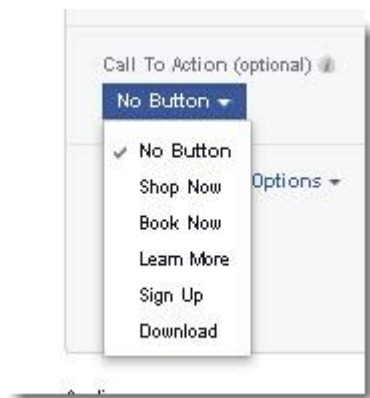 Call To Action (optional)
No Button
No Button
Shop Now
Options
Book Now
Learn More
Sign Up
Download